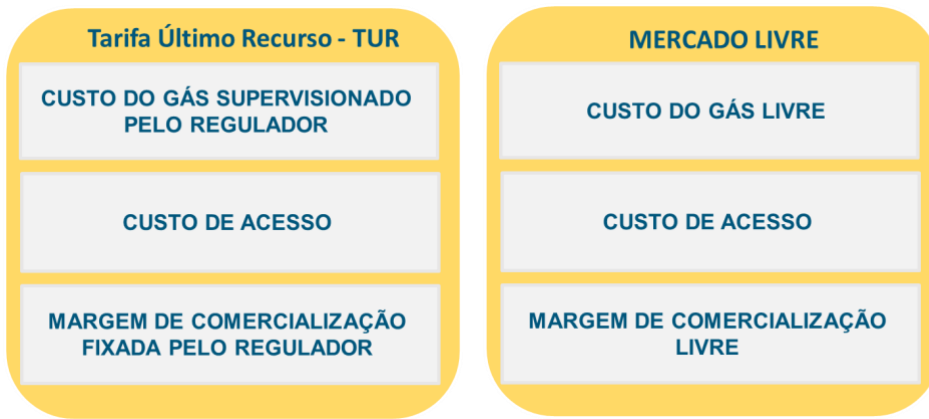 Tarifa Último Recurso - TUR
CUSTO DO GÁS SUPERVISIONADO
PELO REGULADOR
CUSTO DE ACESSO
MARGEM DE COMERCIALIZAÇÃO
FIXADA PELO REGULADOR
MERCADO LIVRE
CUSTO DO GÁS LIVRE
CUSTO DE ACESSO
MARGEM DE COMERCIALIZAÇÃO
LIVRE